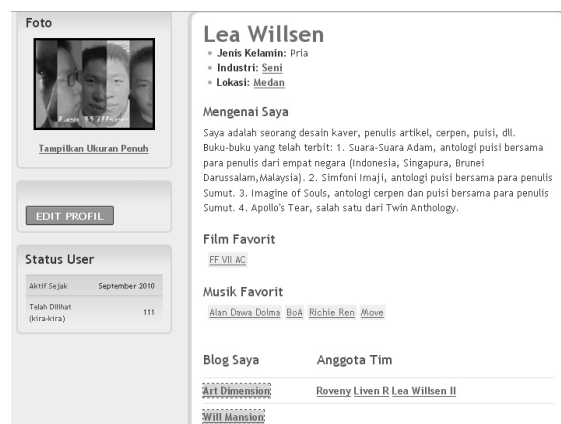 Foto
Lea Willsen
Tampilkan Ukuran Penuh
EDIT PROFIL
Status User
Aktif Sejak September 2010
Telah Dilihat
(kira-kira) 111
Lea Willsen
Jenis Kelamin: Pria
Industri: Seni
Lokasi: Medan
Mengenai Saya
Saya adalah seorang desain kaver, penulis artikel, cerpen, puisi, dll.
Buku-buku yang telah terbit: 1. Suara-Suara Adam, antologi puisi bersama
para penulis dari empat negara (Indonesia, Singapura, Brunei
Darussalam,Malaysia). 2. Simfoni Imaji, antologi puisi bersama para penulis
Sumut. 3. Imagine of Souls, antologi cerpen dan puisi bersama para penulis
Sumut. 4. Apollo's Tear, salah satu dari Twin Anthology.
Film Favorit
FF VII AC
Musik Favorit
Alan Dawa Dolma BoA Richie Ren Move
Blog Saya Anggota Tim
Art Dimension Roveny Liven R Lea Willsen II
Will Mansion